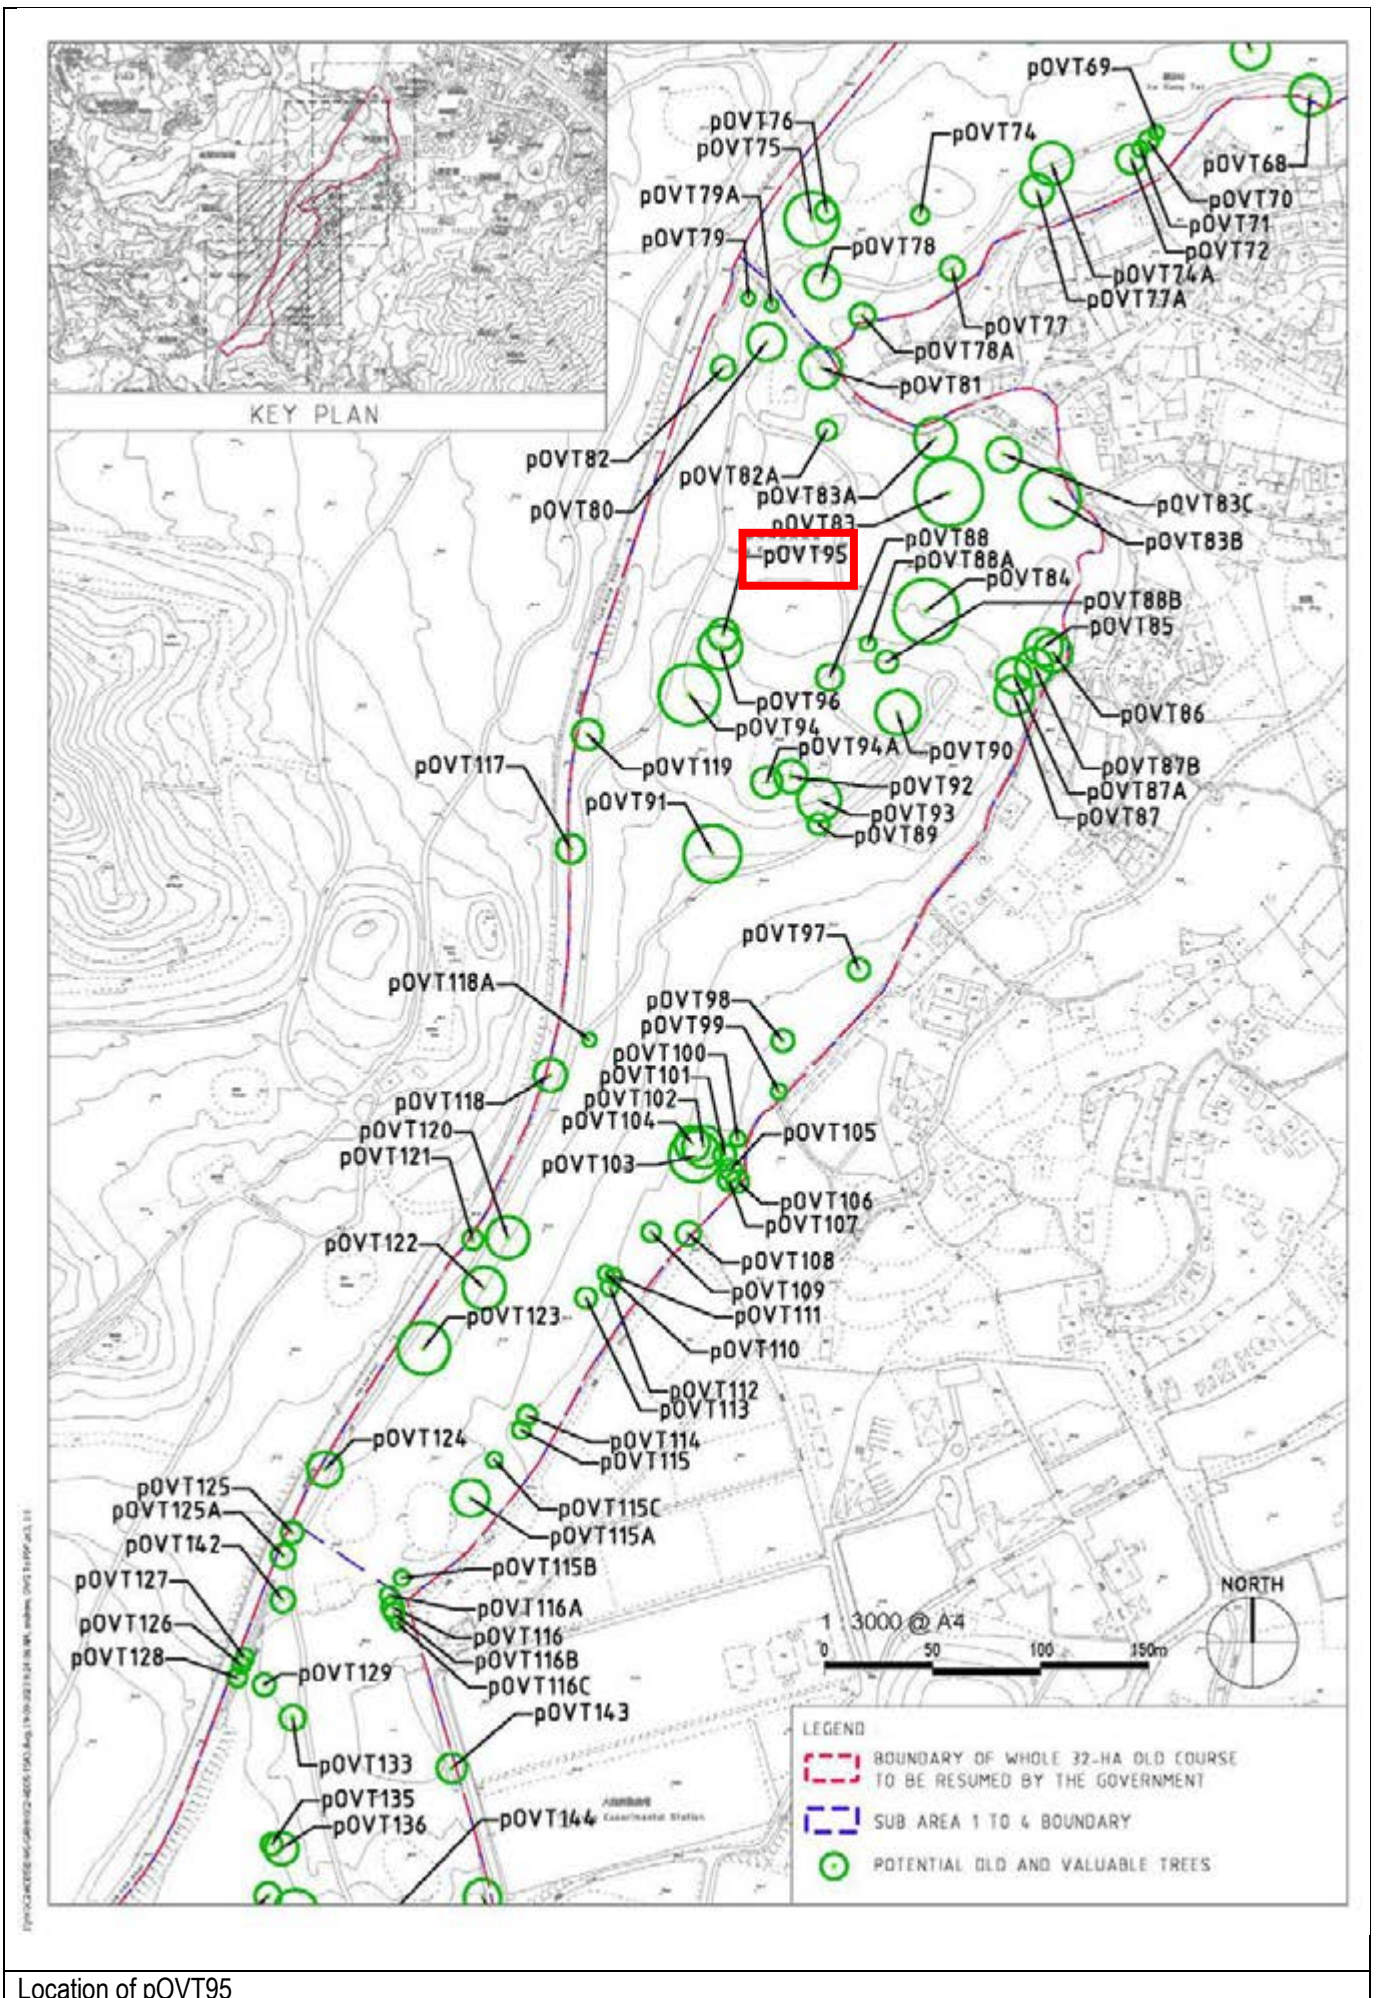 KEY PLAN
pOVT69
pOVT76
pOVT74
pOVT75
pOVT68
pOVT79A
pOVT70
pOVT71
pOVT79
pOVT78
pOVT72
pOVT74A
pOVT77A
pOVT77
pOVT78A
pOVT81
pOVT82
pOVT82A
pOVT83A
pOVT83C
pOVT80
pOVT83
pOVT88
pOVT83B
pOVT95
pOVT88A
pOVT84
pOVT88B
pOVT85
pOVT96
pOVT86
pOVT94
pOVT94A
pOVT90
pOVT117
pOVT119
pOVT87B
pOVT92
pOVT87A
pOVT91
pOVT93
pOVT87
pOVT89
pOVT97
pOVT118A
pOVT98
pOVT99
pOVT100
pOVT101
pOVT118
pOVT102
pOVT104
pOVT120
pOVT105
pOVT121
pOVT103
pOVT106
pOVT107
pOVT122
pOVT108
pOVT109
pOVT123
pOVT111
pOVT110
pOVT112
pOVT113
pOVT124
pOVT114
pOVT115
pOVT125
pOVT125A
pOVT115C
pOVT115A
pOVT142
pOVT115B
pOVT127
pOVT116A
pOVT126
pOVT116
pOVT128
pOVT116B
pOVT129
pOVT116C
pOVT143
pOVT133
pOVT135
pOVT136
pOVT144
Experimental Station
NORTH
1 : 3000 @ A4
0 50 100 150m
LEGEND
BOUNDARY OF WHOLE 32-HA OLD COURSE
TO BE RESUMED BY THE GOVERNMENT
SUB AREA 1 TO 4 BOUNDARY
POTENTIAL OLD AND VALUABLE TREES
Location of pOVT95